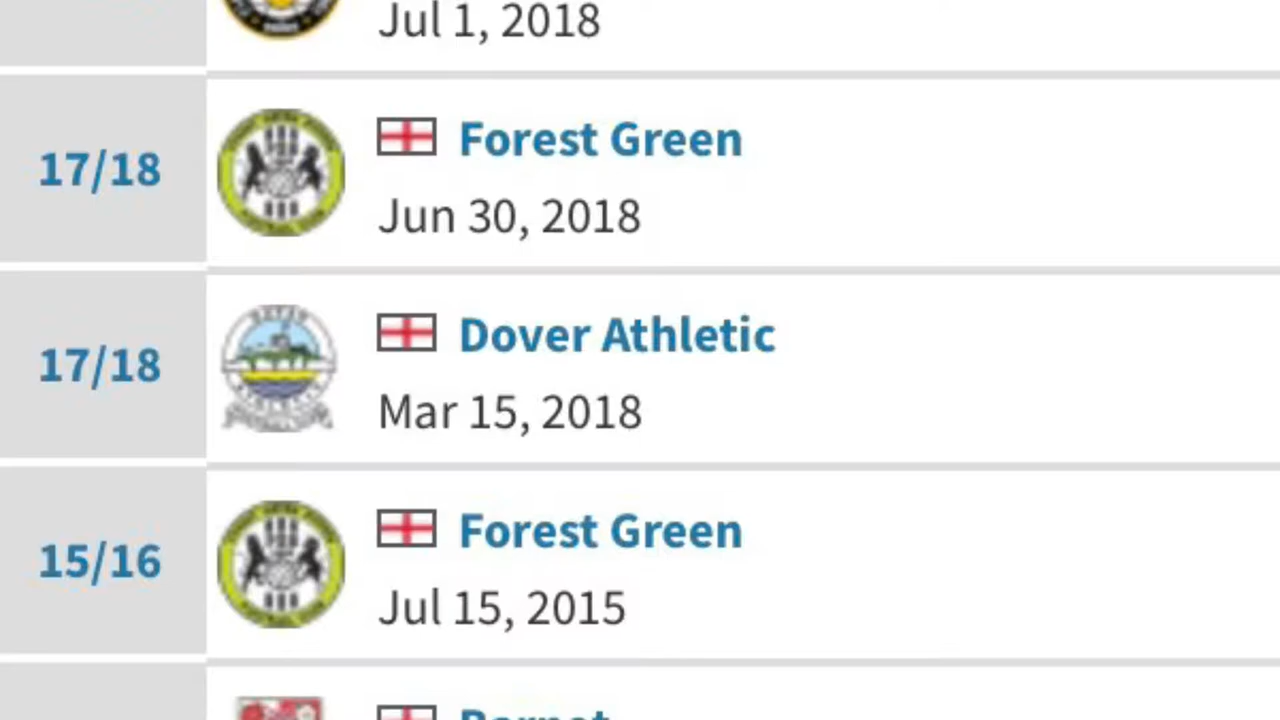 Jul 1, 2018
17/18
Forest Green
Jun 30, 2018
17/18
Dover Athletic
Mar 15, 2018
15/16
Forest Green
Jul 15, 2015
Barnet